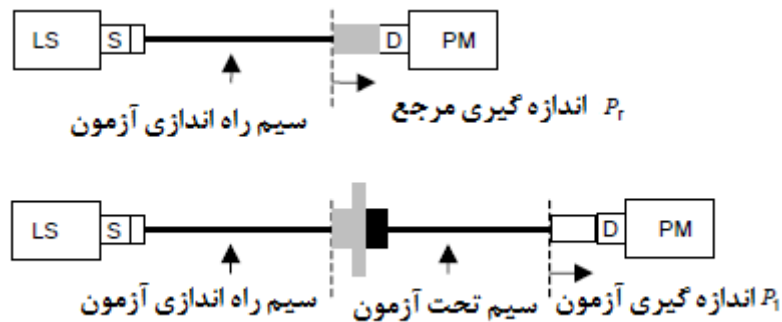 LS S D PM
سیم راه اندازی آزمون
اندازه گیری مرجع Pr
LS S D PM
سیم راه اندازی آزمون
سیم تحت آزمون
اندازه گیری آزمون P1